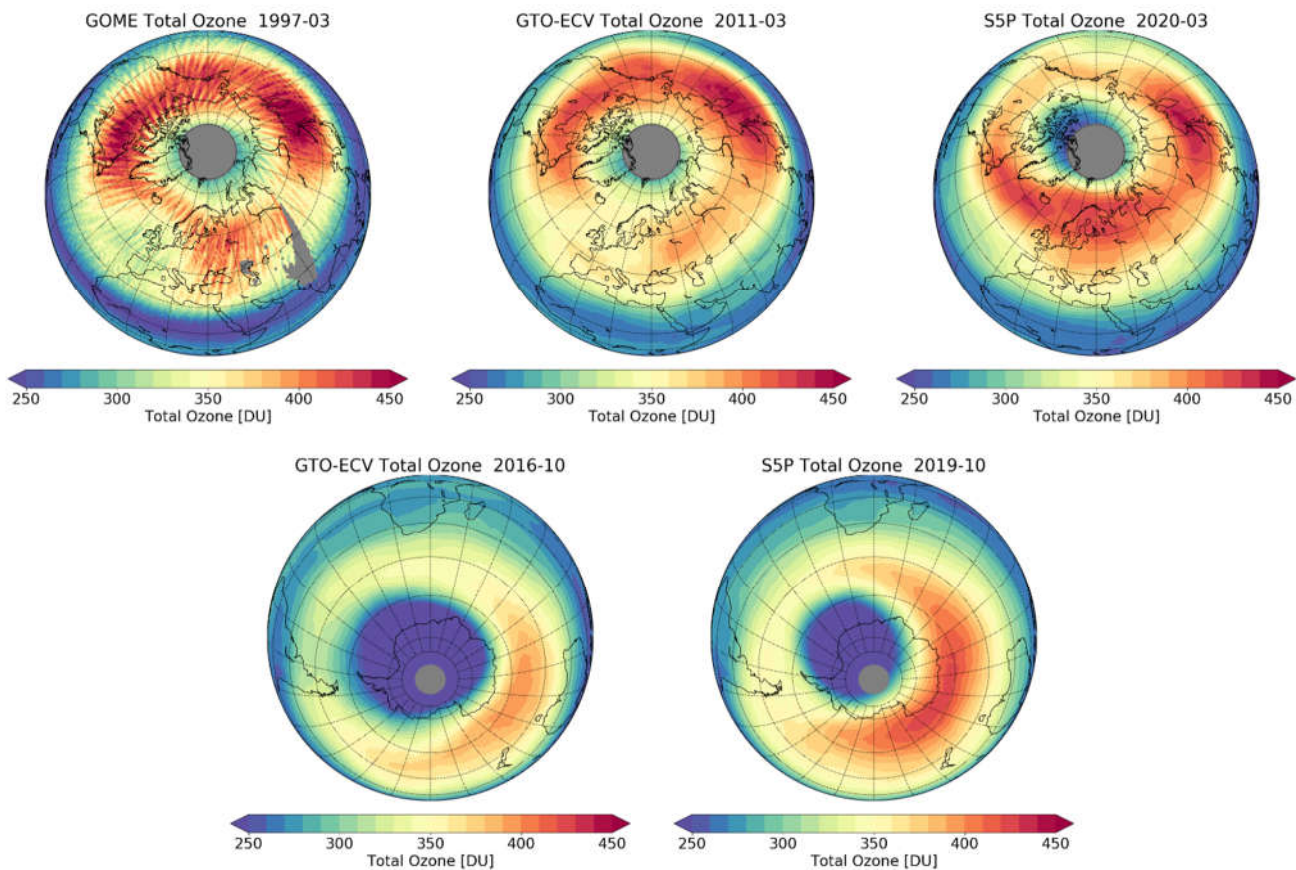 GOME Total Ozone 1997-03
GTO-ECV Total Ozone 2011-03
S5P Total Ozone 2020-03
250 300 350 400 450
Total Ozone [DU]
250 300 350 400 450
Total Ozone [DU]
250 300 350 400 450
Total Ozone [DU]
GTO-ECV Total Ozone 2016-10
S5P Total Ozone 2019-10
250 300 350 400 450
Total Ozone [DU]
250 300 350 400 450
Total Ozone [DU]